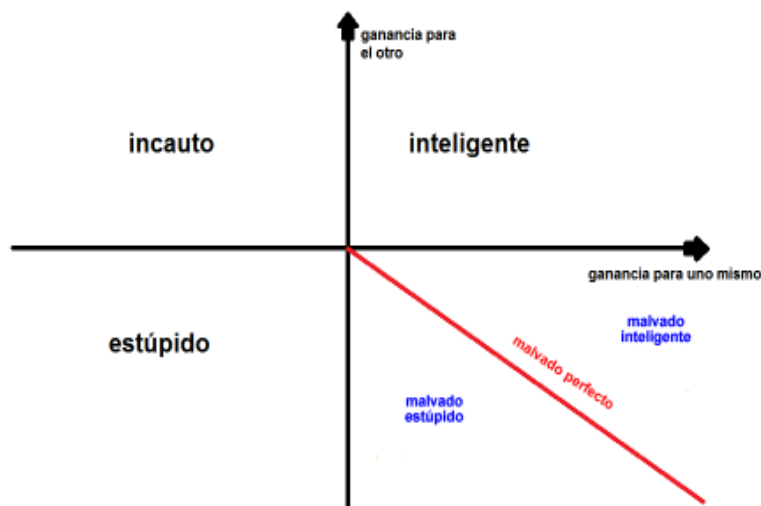 ganancia para
el otro
incauto
inteligente
ganancia para uno mismo
estúpido
malvado
inteligente
malvado perfecto
malvado
estúpido